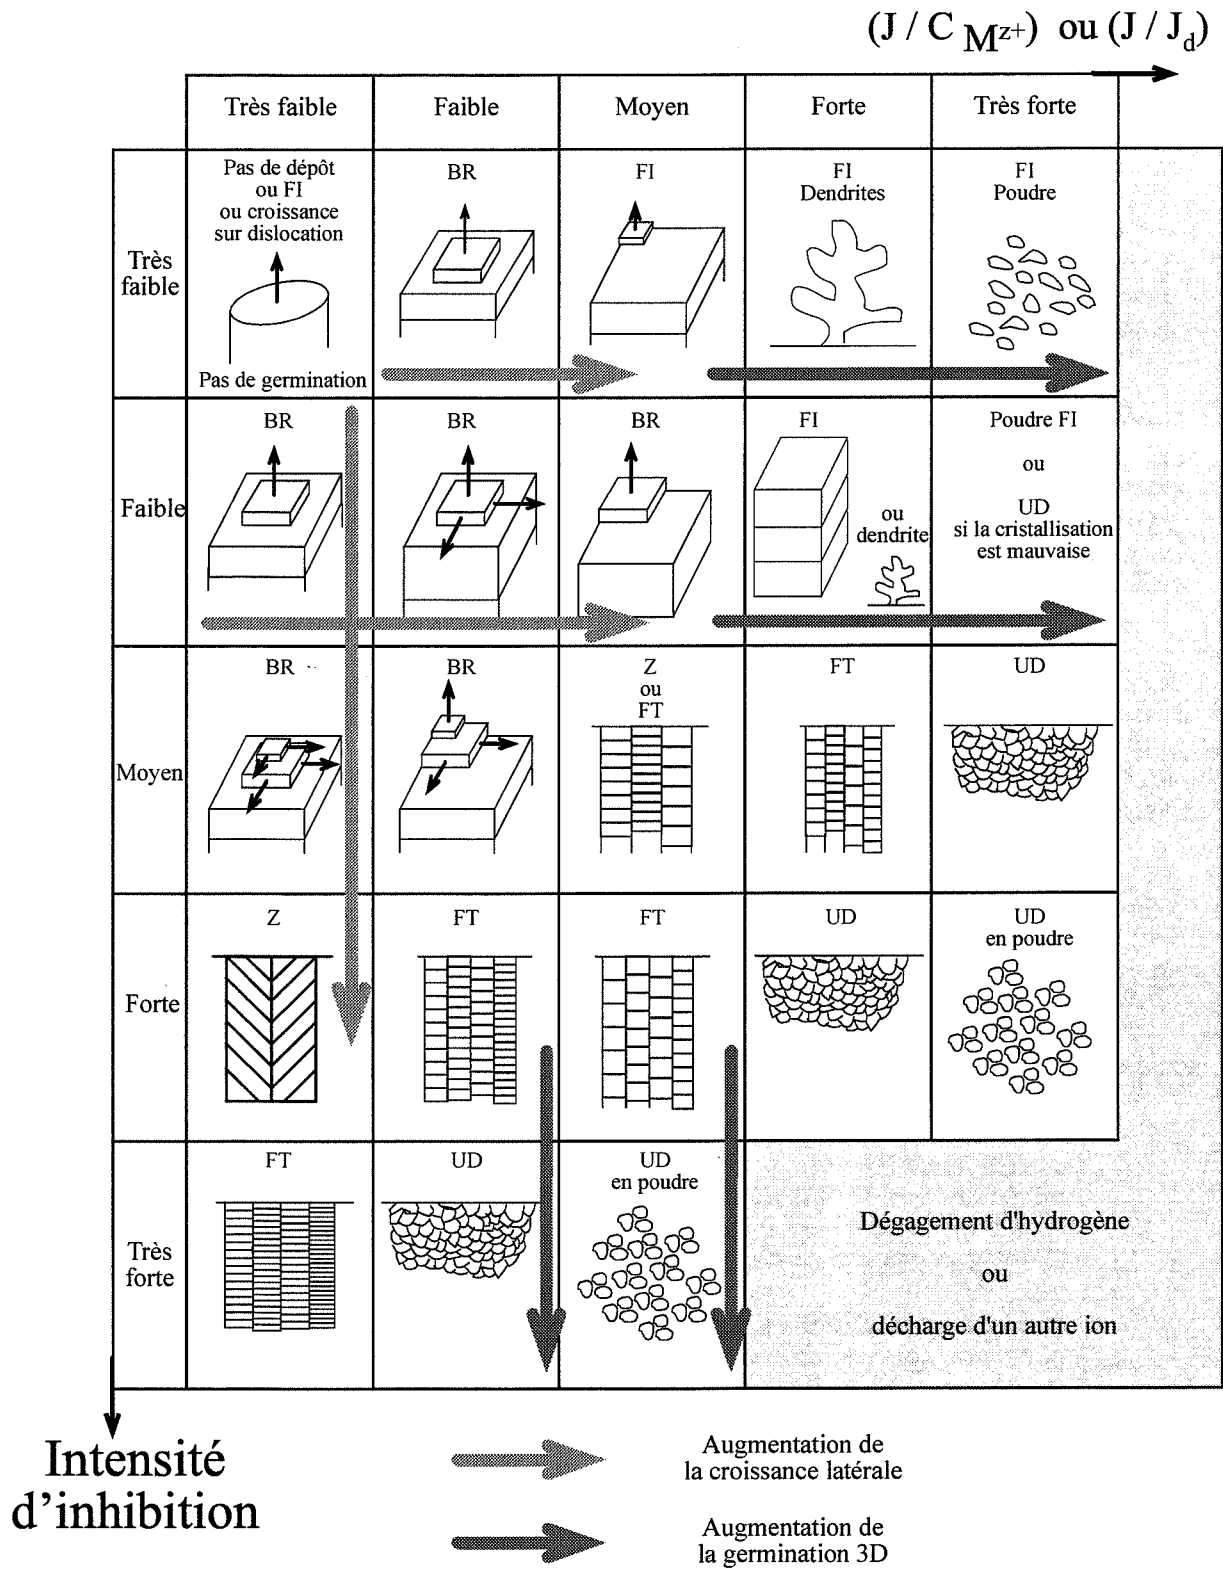 (J / C M^z+) ou (J / J_d)
Très faible
Faible
Moyen
Forte
Très forte
Très
faible
Pas de dépôt
ou FI
ou croissance
sur dislocation
Pas de germination
BR
FI
FI
Dendrites
FI
Poudre
Faible
BR
BR
BR
FI
ou
dendrite
Poudre FI
ou
UD
si la cristallisation
est mauvaise
Moyen
BR
BR
Z
ou
FT
FT
UD
Forte
Z
FT
FT
UD
UD
en poudre
Très
forte
FT
UD
UD
en poudre
Dégagement d'hydrogène
ou
décharge d'un autre ion
Intensité
d'inhibition
Augmentation de
la croissance latérale
Augmentation de
la germination 3D